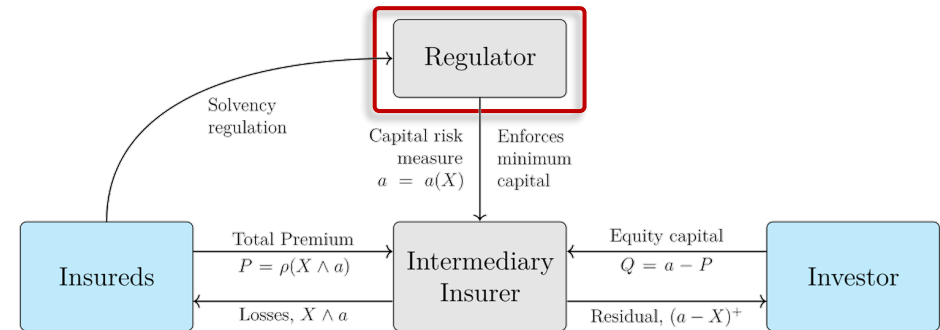 Regulator
Solvency
regulation
Capital risk
measure
a = a(X)
Enforces
minimum
capital
Insureds
Total Premium
P = ρ(X ∧ a)
Losses, X ∧ a
Intermediary
Insurer
Equity capital
Q = a − P
Residual, (a − X)⁺
Investor